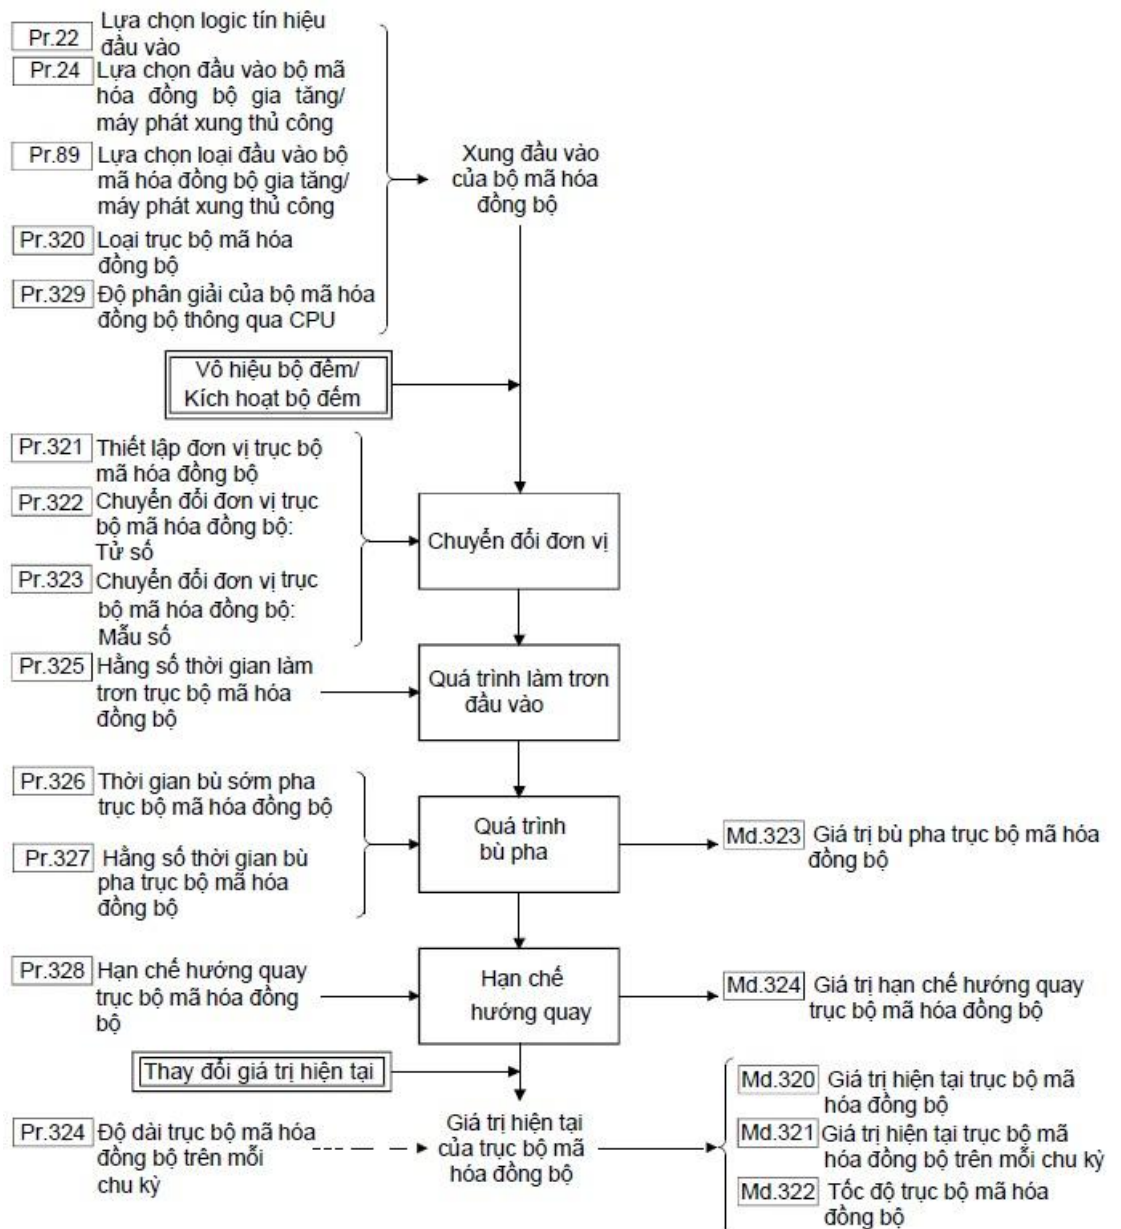 Pr.22 Lựa chọn logic tín hiệu
đầu vào
Pr.24 Lựa chọn đầu vào bộ mã
hóa đồng bộ gia tăng/
máy phát xung thủ công
Pr.89 Lựa chọn loại đầu vào bộ
mã hóa đồng bộ gia tăng/
máy phát xung thủ công
Pr.320 Loại trục bộ mã hóa
đồng bộ
Pr.329 Độ phân giải của bộ mã hóa
đồng bộ thông qua CPU
Xung đầu vào
của bộ mã hóa
đồng bộ
Vô hiệu bộ đếm/
Kích hoạt bộ đếm
Pr.321 Thiết lập đơn vị trục bộ
mã hóa đồng bộ
Pr.322 Chuyển đổi đơn vị trục
bộ mã hóa đồng bộ:
Tử số
Pr.323 Chuyển đổi đơn vị trục
bộ mã hóa đồng bộ:
Mẫu số
Chuyển đổi đơn vị
Pr.325 Hằng số thời gian làm
trơn trục bộ mã hóa
đồng bộ
Quá trình làm trơn
đầu vào
Pr.326 Thời gian bù sớm pha
trục bộ mã hóa đồng bộ
Pr.327 Hằng số thời gian bù
pha trục bộ mã hóa
đồng bộ
Quá trình
bù pha
Md.323 Giá trị bù pha trục bộ mã hóa
đồng bộ
Pr.328 Hạn chế hướng quay
trục bộ mã hóa đồng
bộ
Hạn chế
hướng quay
Md.324 Giá trị hạn chế hướng quay
trục bộ mã hóa đồng bộ
Thay đổi giá trị hiện tại
Pr.324 Độ dài trục bộ mã hóa
đồng bộ trên mỗi
chu kỳ
Giá trị hiện tại
của trục bộ mã
hóa đồng bộ
Md.320 Giá trị hiện tại trục bộ mã
hóa đồng bộ
Md.321 Giá trị hiện tại trục bộ mã
hóa đồng bộ trên mỗi chu kỳ
Md.322 Tốc độ trục bộ mã hóa
đồng bộ